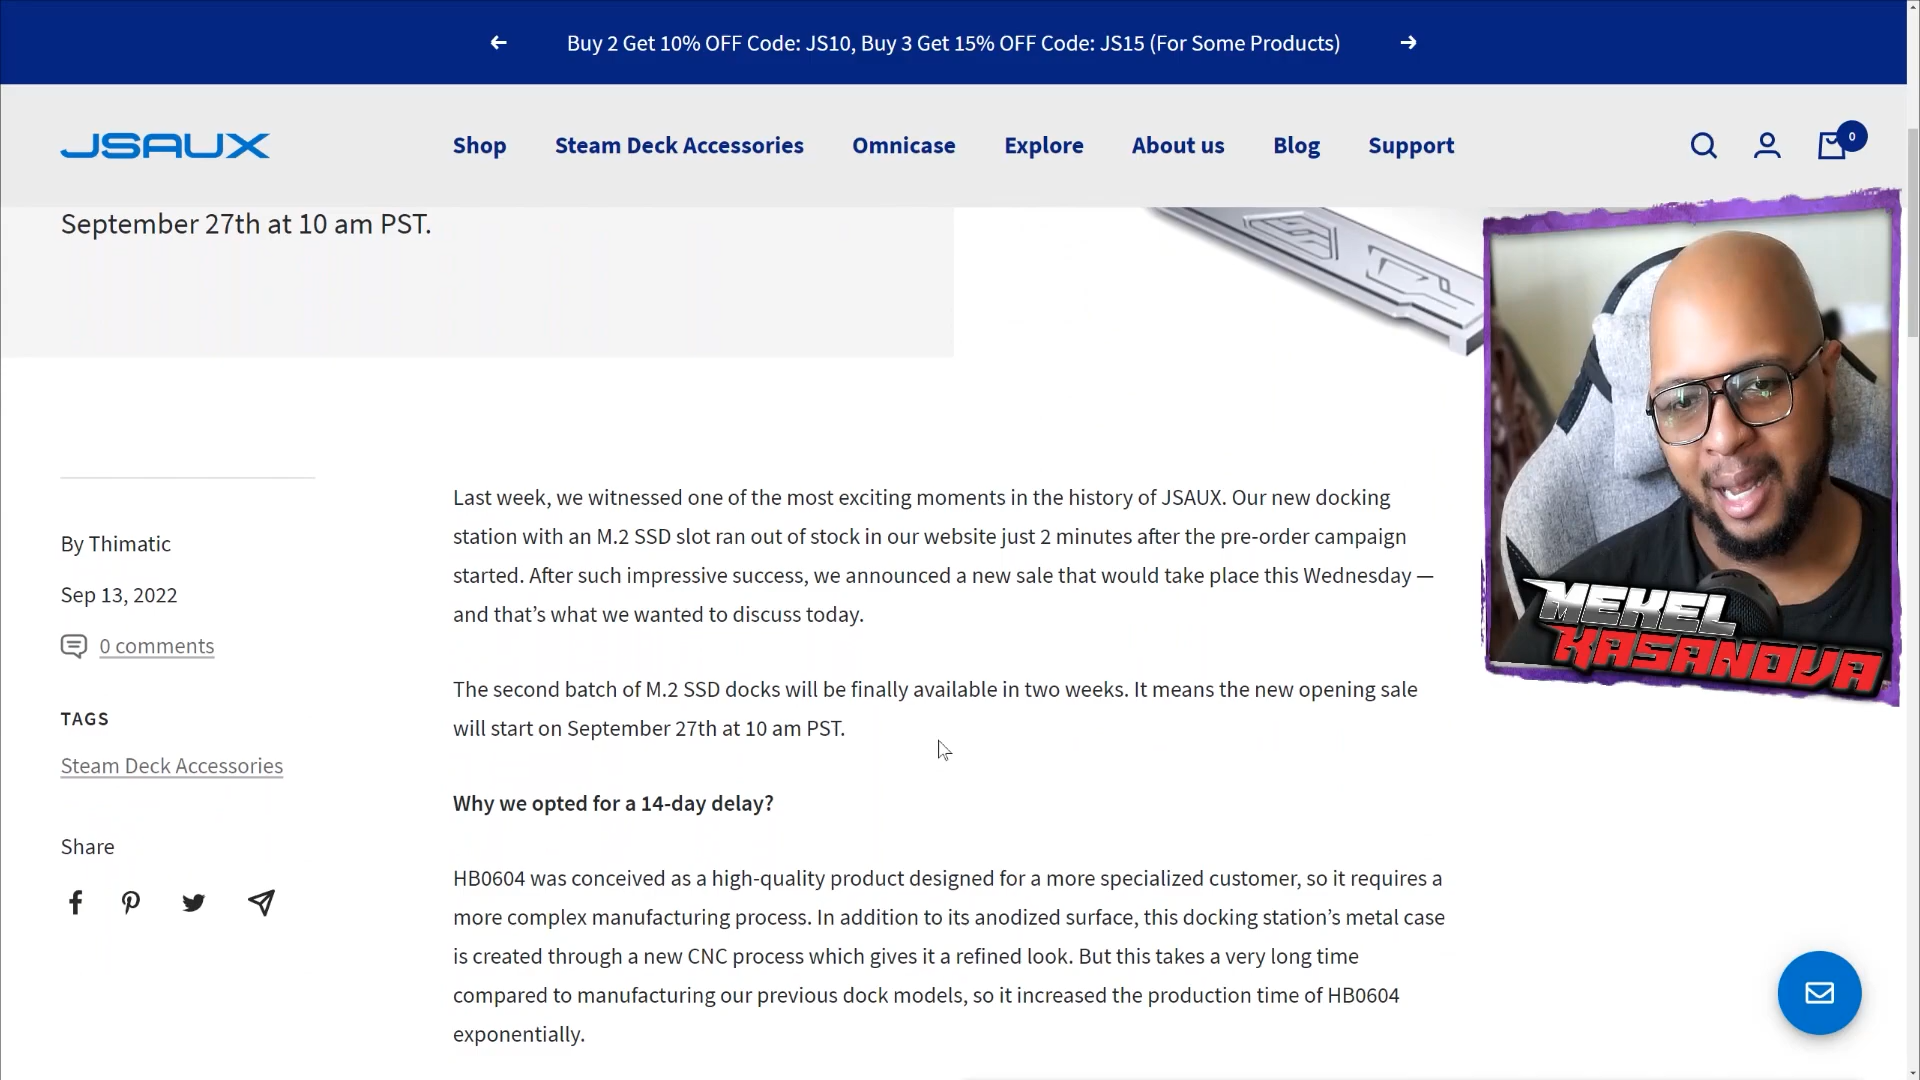 Buy 2 Get 10% OFF Code: JS10, Buy 3 Get 15% OFF Code: JS15 (For Some Products)
JSAUX
Shop
Steam Deck Accessories
Omnicase
Explore
About us
Blog
Support
0
September 27th at 10 am PST.
MEKEL
KASANOVA
By Thimatic
Sep 13, 2022
0 comments
TAGS
Steam Deck Accessories
Share
Last week, we witnessed one of the most exciting moments in the history of JSAUX. Our new docking
station with an M.2 SSD slot ran out of stock in our website just 2 minutes after the pre-order campaign
started. After such impressive success, we announced a new sale that would take place this Wednesday —
and that’s what we wanted to discuss today.
The second batch of M.2 SSD docks will be finally available in two weeks. It means the new opening sale
will start on September 27th at 10 am PST.
Why we opted for a 14-day delay?
HB0604 was conceived as a high-quality product designed for a more specialized customer, so it requires a
more complex manufacturing process. In addition to its anodized surface, this docking station’s metal case
is created through a new CNC process which gives it a refined look. But this takes a very long time
compared to manufacturing our previous dock models, so it increased the production time of HB0604
exponentially.